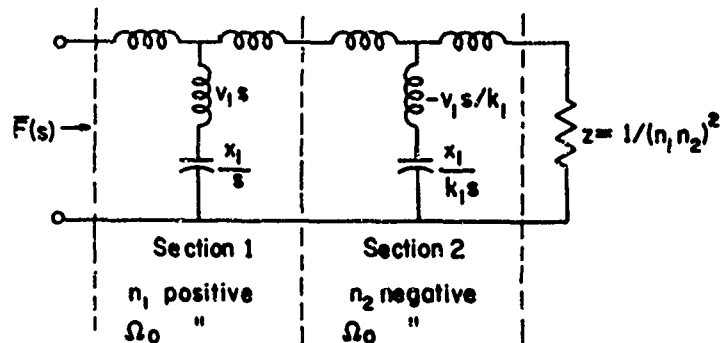 F̅(s)
v₁s
x₁/s
-v₁s/k₁
x₁/k₁s
z = 1/(n₁n₂)²
Section 1
n₁ positive
Ω₀ "
Section 2
n₂ negative
Ω₀ "